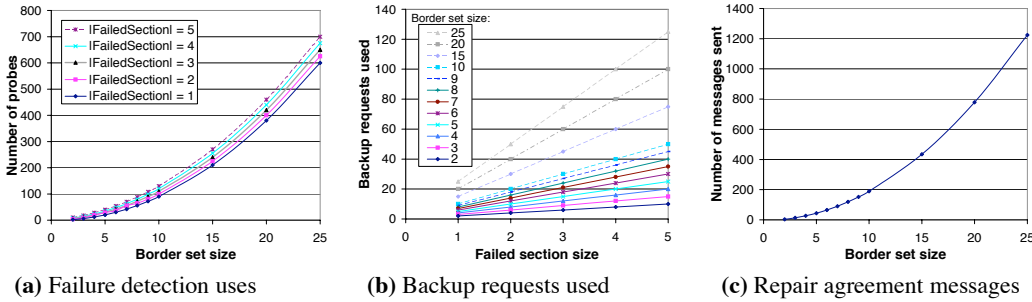 Number of probes
800
700
600
500
400
300
200
100
0
|FailedSection| = 5
|FailedSection| = 4
|FailedSection| = 3
|FailedSection| = 2
|FailedSection| = 1
0 5 10 15 20 25
Border set size
(a) Failure detection uses
Backup requests used
140
120
100
80
60
40
20
0
Border set size:
25
20
15
10
9
8
7
6
5
4
3
2
0 1 2 3 4 5
Failed section size
(b) Backup requests used
Number of messages sent
1400
1200
1000
800
600
400
200
0
0 5 10 15 20 25
Border set size
(c) Repair agreement messages